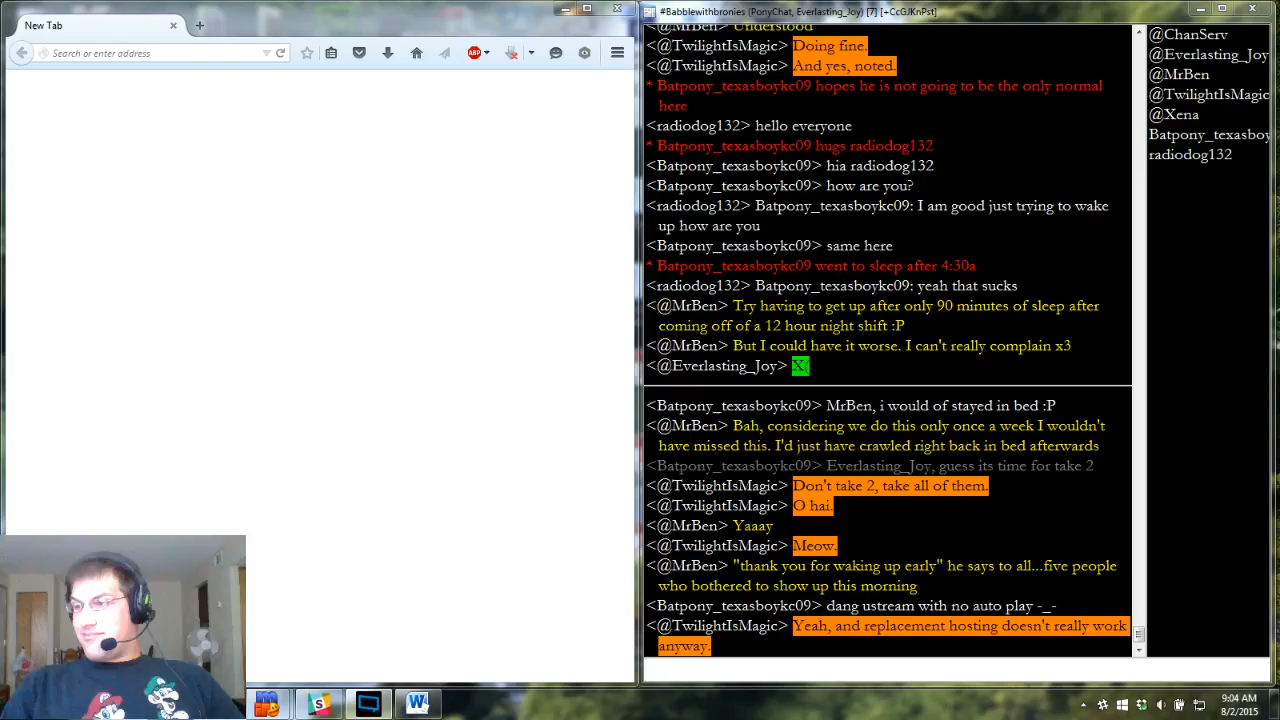 New Tab
Search or enter address
ABP
#Babblewithbronies (PonyChat, Everlasting_Joy) [7] [+CcGJKnPst]
<@MrBen> Understood
<@TwilightIsMagic> Doing fine.
<@TwilightIsMagic> And yes, noted.
* Batpony_texasboykc09 hopes he is not going to be the only normal
here
<radiodog132> hello everyone
* Batpony_texasboykc09 hugs radiodog132
<Batpony_texasboykc09> hia radiodog132
<Batpony_texasboykc09> how are you?
<radiodog132> Batpony_texasboykc09: I am good just trying to wake
up how are you
<Batpony_texasboykc09> same here
* Batpony_texasboykc09 went to sleep after 4:30a
<radiodog132> Batpony_texasboykc09: yeah that sucks
<@MrBen> Try having to get up after only 90 minutes of sleep after
coming off of a 12 hour night shift :P
<@MrBen> But I could have it worse. I can't really complain x3
<@Everlasting_Joy> X(
<Batpony_texasboykc09> MrBen, i would of stayed in bed :P
<@MrBen> Bah, considering we do this only once a week I wouldn't
have missed this. I'd just have crawled right back in bed afterwards
<Batpony_texasboykc09> Everlasting_Joy, guess its time for take 2
<@TwilightIsMagic> Don't take 2, take all of them.
<@TwilightIsMagic> O hai.
<@MrBen> Yaaay
<@TwilightIsMagic> Meow.
<@MrBen> "thank you for waking up early" he says to all...five people
who bothered to show up this morning
<Batpony_texasboykc09> dang ustream with no auto play -_-
<@TwilightIsMagic> Yeah, and replacement hosting doesn't really work
anyway.
@ChanServ
@Everlasting_Joy
@MrBen
@TwilightIsMagic
@Xena
Batpony_texasboy
radiodog132
9:04 AM
8/2/2015